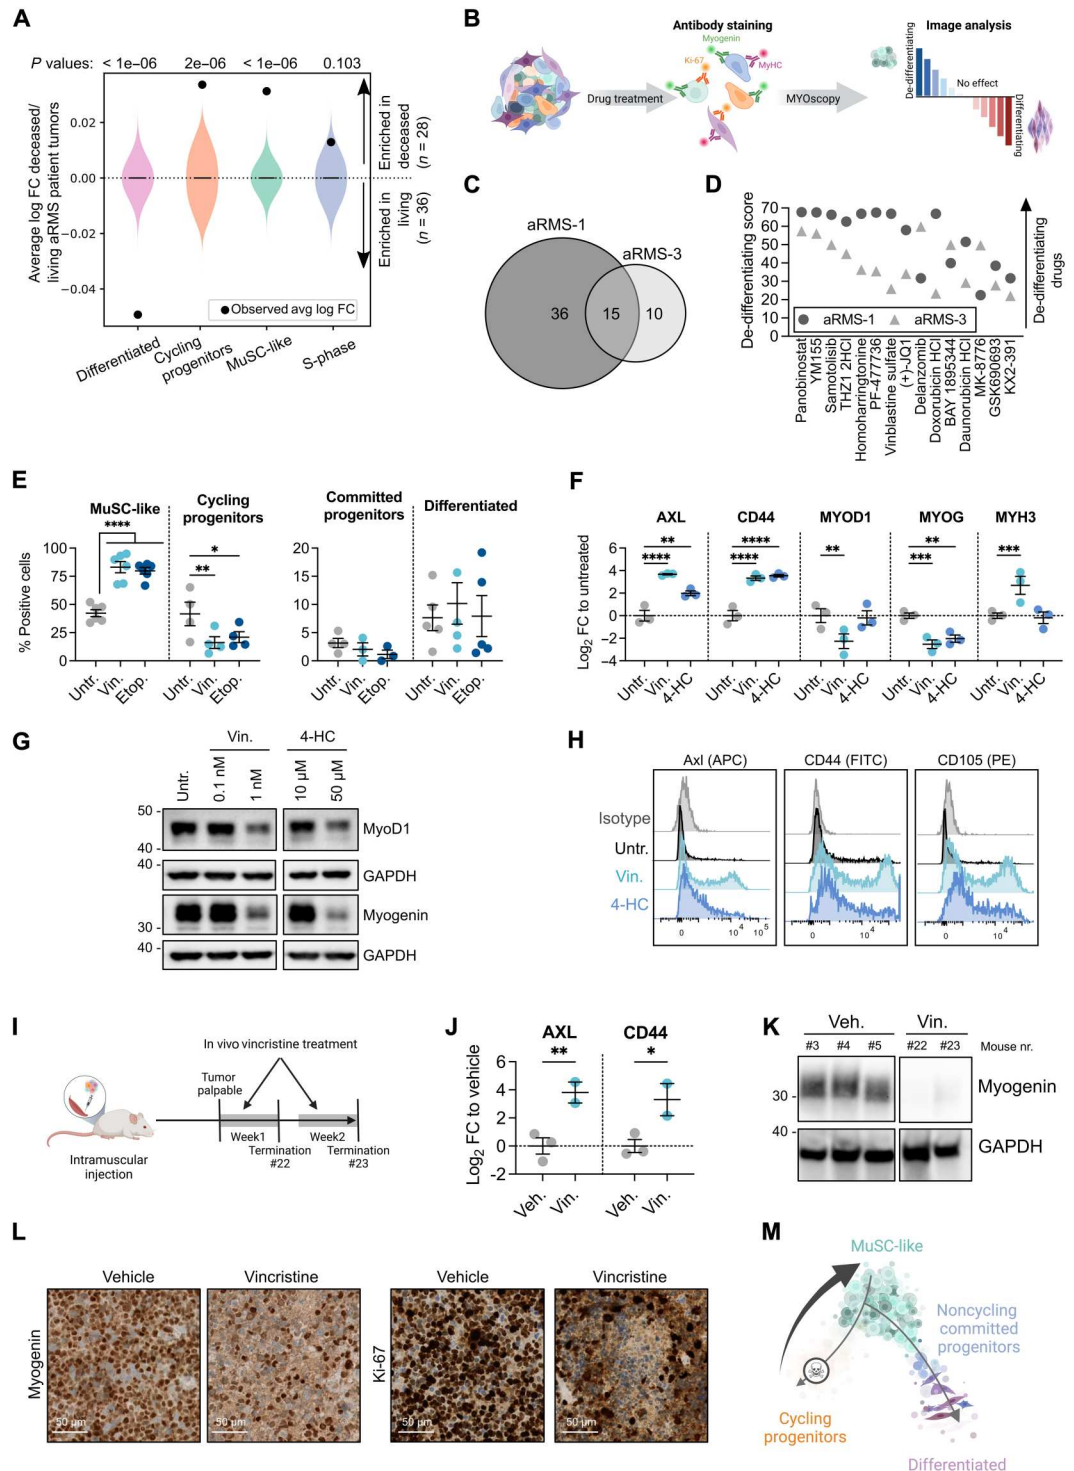 A
P values: < 1e−06 2e−06 < 1e−06 0.103
Average log FC deceased/
living aRMS patient tumors
0.02
0.00
−0.02
−0.04
Enriched in
deceased
(n = 28)
Enriched in
living
(n = 36)
Observed avg log FC
Differentiated
Cycling
progenitors
MuSC-like
S-phase
B
Antibody staining
Myogenin
Ki-67
MyHC
Drug treatment
MYOscopy
Image analysis
De-differentiating
No effect
Differentiating
C
aRMS-1
aRMS-3
36 15 10
D
De-differentiating score
70
60
50
40
30
20
10
0
aRMS-1 aRMS-3
De-differentiating
drugs
Panobinostat
YM155
Samotolisib
THZ1 2HCl
Homoharringtonine
PF-477736
Vinblastine sulfate
(+)-JQ1
Delanzomib
Doxorubicin HCl
BAY 1895344
Daunorubicin HCl
MK-8776
GSK690693
KX2-391
E
% Positive cells
MuSC-like
Cycling
progenitors
Committed
progenitors
Differentiated
****
*
**
100
75
50
25
0
20
15
10
5
0
Untr. Vin. Etop. Untr. Vin. Etop. Untr. Vin. Etop. Untr. Vin. Etop.
F
Log2 FC to untreated
AXL CD44 MYOD1 MYOG MYH3
** **** ** ** ***
**** **** ***
6
4
2
0
−2
−4
Untr. Vin. 4-HC Untr. Vin. 4-HC Untr. Vin. 4-HC Untr. Vin. 4-HC Untr. Vin. 4-HC
G
Vin. 4-HC
Untr. 0.1 nM 1 nM 10 µM 50 µM
50 -
MyoD1
40 -
GAPDH
40 -
Myogenin
30 -
40 -
GAPDH
H
Axl (APC) CD44 (FITC) CD105 (PE)
Isotype
Untr.
Vin.
4-HC
0 10^4 10^5 0 10^4 0 10^4
I
In vivo vincristine treatment
Tumor
palpable
Week1 Week2
Termination
#22
Termination
#23
Intramuscular
injection
J
Log2 FC to vehicle
AXL CD44
** *
6
4
2
0
-2
Veh. Vin. Veh. Vin.
K
Veh. Vin.
#3 #4 #5 #22 #23 Mouse nr.
Myogenin
30 -
40 -
GAPDH
L
Vehicle Vincristine Vehicle Vincristine
Myogenin
Ki-67
50 µm 50 µm 50 µm 50 µm
M
MuSC-like
Noncycling
committed
progenitors
Cycling
progenitors
Differentiated